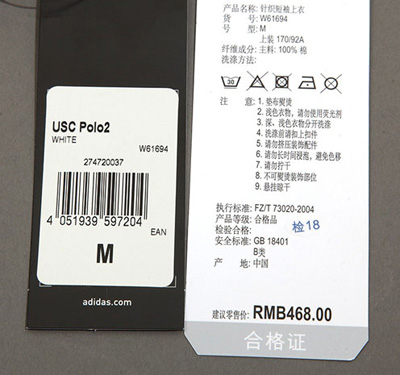 USC Polo2
WHITE
W61694
274720037
4 051939 597204
EAN
M
adidas.com
产品名称: 针织短袖上衣
货 号: W61694
号 型: M
上装 170/92A
纤维成分: 主料: 100% 棉
洗涤方法:
30
注 意: 1. 垫布熨烫
2. 浅色衣物，请勿使用荧光剂
3. 深、浅色衣物分开洗涤
4. 洗涤前请扣上扣件
5. 请勿挤压装饰配件
6. 请勿长时间浸泡，避免色移
7. 请勿拧干
8. 不可熨烫装饰部位
9. 悬挂晾干
执行标准: FZ/T 73020-2004
产品等级: 合格品
检验合格: 检18
安全标准: GB 18401
B类
产 地: 中国
建议零售价: RMB468.00
合格证